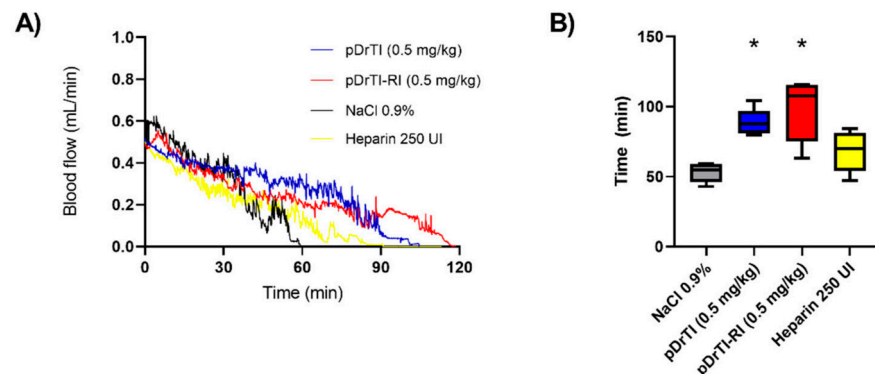 A)
Blood flow (mL/min)
1.0
0.8
0.6
0.4
0.2
0.0
0 30 60 90 120
Time (min)
pDrTI (0.5 mg/kg)
pDrTI-RI (0.5 mg/kg)
NaCl 0.9%
Heparin 250 UI
B)
Time (min)
150
100
50
0
* *
NaCl 0.9%
pDrTI (0.5 mg/kg)
pDrTI-RI (0.5 mg/kg)
Heparin 250 UI